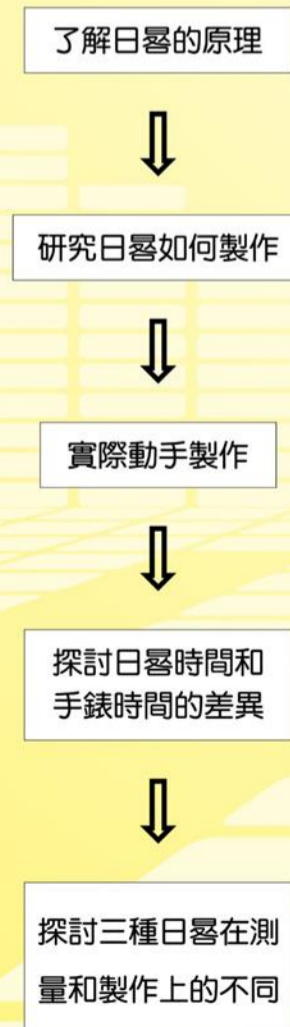 了解日晷的原理
研究日晷如何製作
實際動手製作
探討日晷時間和
手錶時間的差異
探討三種日晷在測
量和製作上的不同